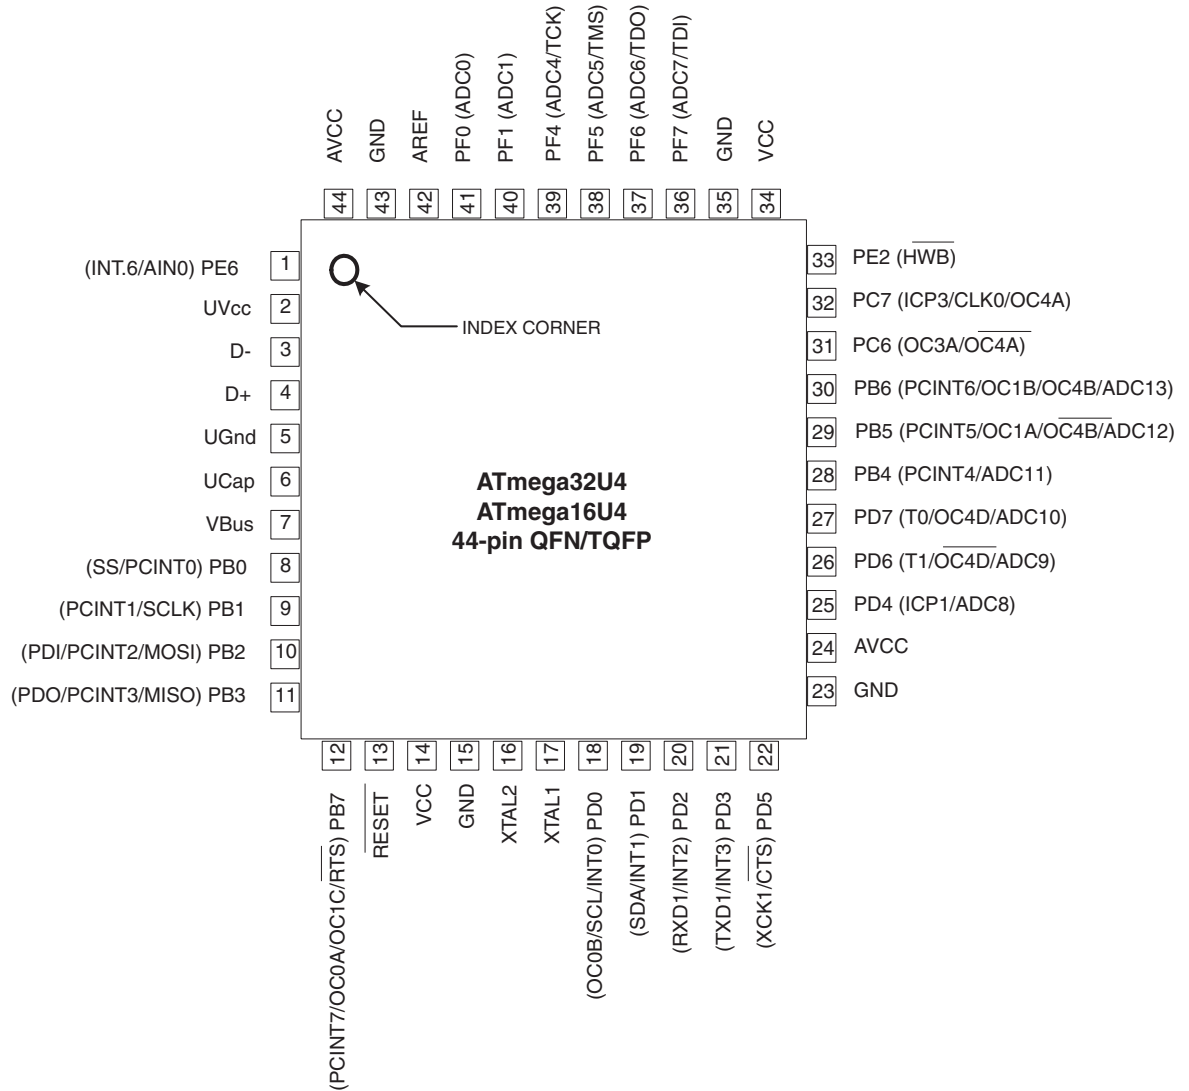 AVCC
GND
AREF
PF0 (ADC0)
PF1 (ADC1)
PF4 (ADC4/TCK)
PF5 (ADC5/TMS)
PF6 (ADC6/TDO)
PF7 (ADC7/TDI)
GND
VCC
44
43
42
41
40
39
38
37
36
35
34
(INT.6/AIN0) PE6 1
UVcc 2
D- 3
D+ 4
UGnd 5
UCap 6
VBus 7
(SS/PCINT0) PB0 8
(PCINT1/SCLK) PB1 9
(PDI/PCINT2/MOSI) PB2 10
(PDO/PCINT3/MISO) PB3 11
INDEX CORNER
ATmega32U4
ATmega16U4
44-pin QFN/TQFP
33 PE2 (HWB)
32 PC7 (ICP3/CLK0/OC4A)
31 PC6 (OC3A/OC4A)
30 PB6 (PCINT6/OC1B/OC4B/ADC13)
29 PB5 (PCINT5/OC1A/OC4B/ADC12)
28 PB4 (PCINT4/ADC11)
27 PD7 (T0/OC4D/ADC10)
26 PD6 (T1/OC4D/ADC9)
25 PD4 (ICP1/ADC8)
24 AVCC
23 GND
12
13
14
15
16
17
18
19
20
21
22
(PCINT7/OC0A/OC1C/RTS) PB7
RESET
VCC
GND
XTAL2
XTAL1
(OC0B/SCL/INT0) PD0
(SDA/INT1) PD1
(RXD1/INT2) PD2
(TXD1/INT3) PD3
(XCK1/CTS) PD5